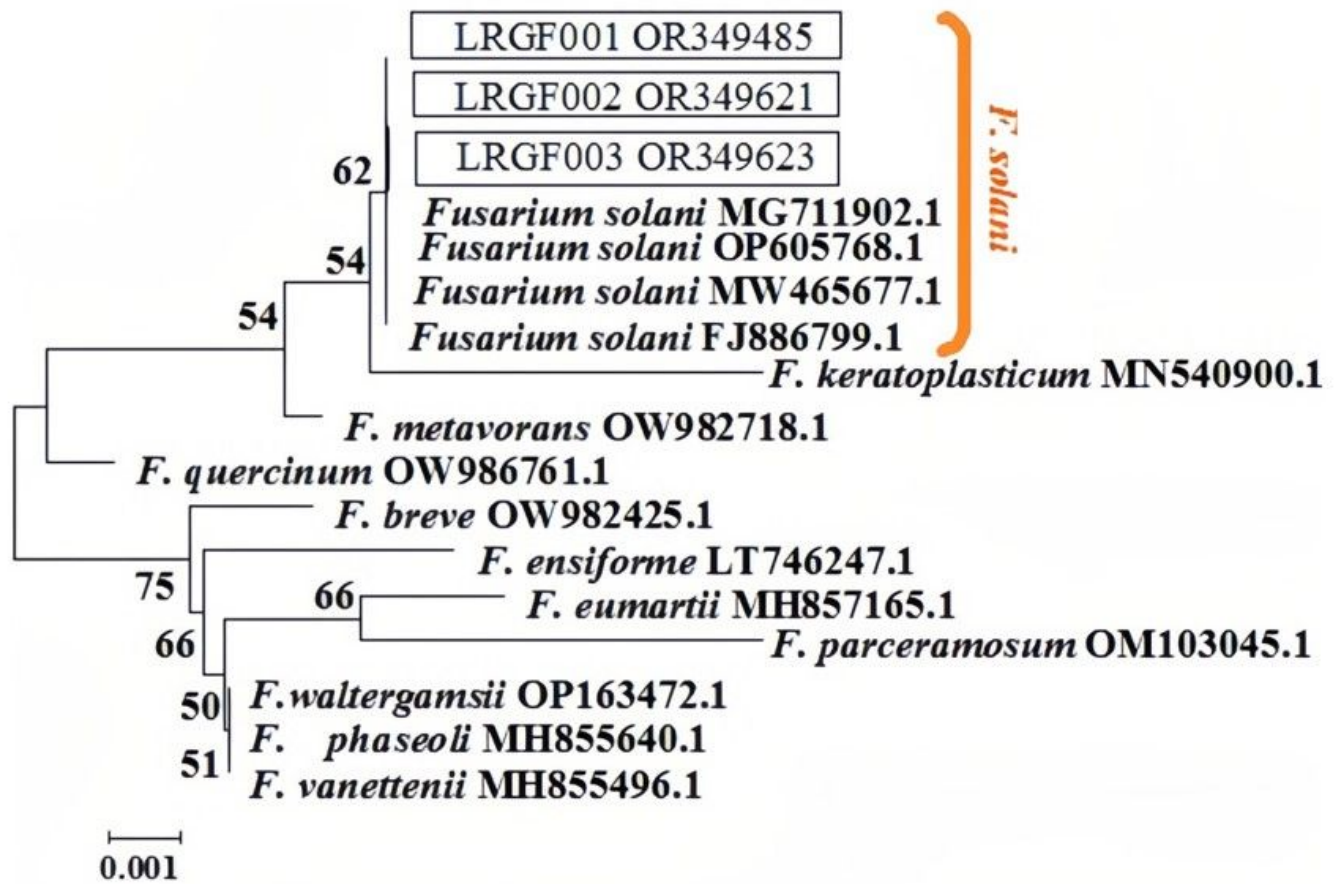 LRGF001 OR349485
LRGF002 OR349621
LRGF003 OR349623
62
Fusarium solani MG711902.1
Fusarium solani OP605768.1
54
Fusarium solani MW465677.1
54
Fusarium solani FJ886799.1
F. solani
F. keratoplasticum MN540900.1
F. metavorans OW982718.1
F. quercinum OW986761.1
F. breve OW982425.1
F. ensiforme LT746247.1
75
66
F. eumartii MH857165.1
66
F. parceramosum OM103045.1
50
F.waltergamsii OP163472.1
F. phaseoli MH855640.1
51
F. vanettenii MH855496.1
0.001